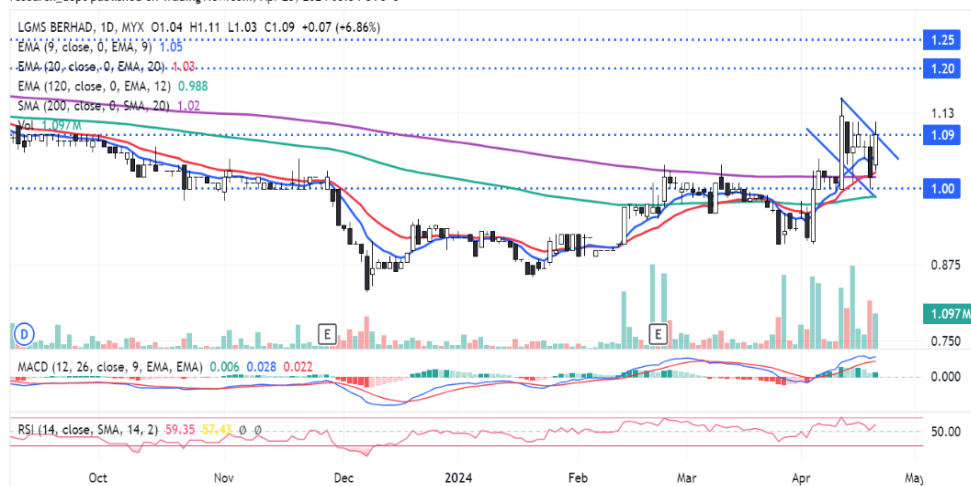 LGMS BERHAD, 1D, MYX O1.04 H1.11 L1.03 C1.09 +0.07 (+6.86%)
EMA (9, close, 0, EMA, 9) 1.05
EMA (20, close, 0, EMA, 20) 1.03
EMA (120, close, 0, EMA, 12) 0.988
SMA (200, close, 0, SMA, 20) 1.02
Vol 1.097M
1.25
1.20
1.13
1.09
1.00
0.875
1.097M
0.750
D
E
E
MACD (12, 26, close, 9, EMA, EMA) 0.006 0.028 0.022
0.000
RSI (14, close, SMA, 14, 2) 59.35 57.43 Ø Ø
50.00
Oct Nov Dec 2024 Feb Mar Apr May